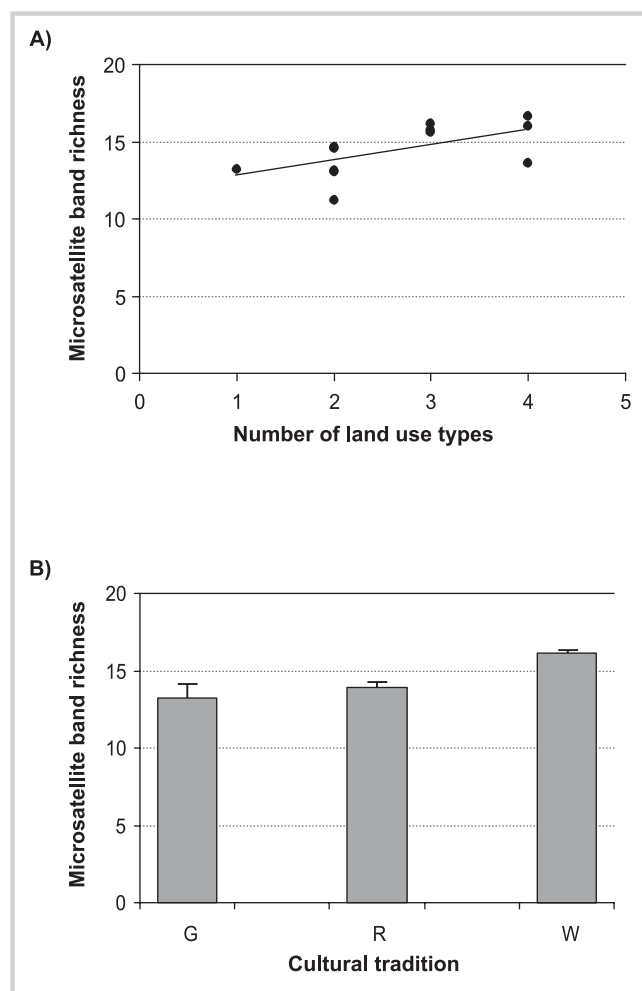 A)
Microsatellite band richness
20
15
10
5
0
0 1 2 3 4 5
Number of land use types
B)
Microsatellite band richness
20
15
10
5
0
G R W
Cultural tradition